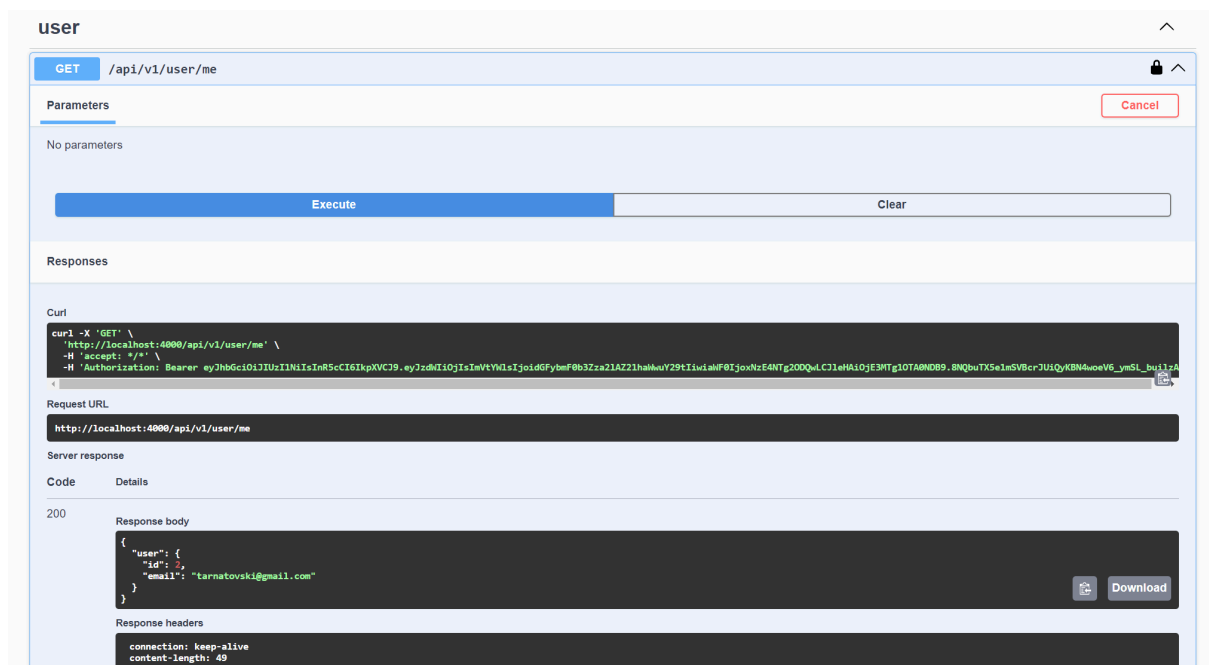 user
GET /api/v1/user/me
Parameters
Cancel
No parameters
Execute
Clear
Responses
Curl
curl -X 'GET' \
'http://localhost:4000/api/v1/user/me' \
-H 'accept: */*' \
-H 'Authorization: Bearer
Request URL
http://localhost:4000/api/v1/user/me
Server response
Code Details
200
Response body
{
"user": {
"id": 2,
"email": "tarnatovski@gmail.com"
}
}
Download
Response headers
connection: keep-alive
content-length: 49